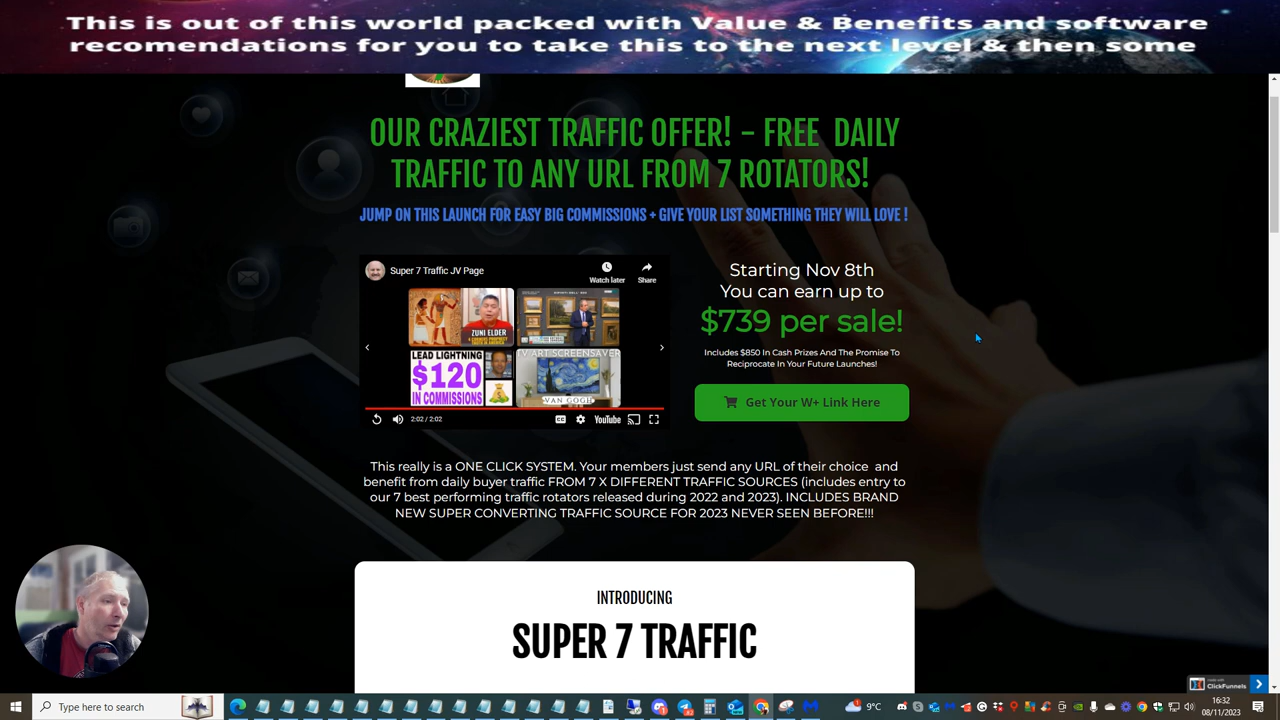 This is out of this world packed with Value & Benefits and software
recomendations for you to take this to the next level & then some
OUR CRAZIEST TRAFFIC OFFER! - FREE DAILY
TRAFFIC TO ANY URL FROM 7 ROTATORS!
JUMP ON THIS LAUNCH FOR EASY BIG COMMISSIONS + GIVE YOUR LIST SOMETHING THEY WILL LOVE !
Super 7 Traffic JV Page
Watch later
Share
ZUNI ELDER
LEAD LIGHTNING
$120
IN COMMISSIONS
TV ART SCREENSAVER
VAN GOGH
2:02 / 2:02
CC
YouTube
Starting Nov 8th
You can earn up to
$739 per sale!
Includes $850 In Cash Prizes And The Promise To
Reciprocate In Your Future Launches!
Get Your W+ Link Here
This really is a ONE CLICK SYSTEM. Your members just send any URL of their choice and
benefit from daily buyer traffic FROM 7 X DIFFERENT TRAFFIC SOURCES (includes entry to
our 7 best performing traffic rotators released during 2022 and 2023). INCLUDES BRAND
NEW SUPER CONVERTING TRAFFIC SOURCE FOR 2023 NEVER SEEN BEFORE!!!
INTRODUCING
SUPER 7 TRAFFIC
made with
ClickFunnels
Type here to search
9°C
16:32
08/11/2023